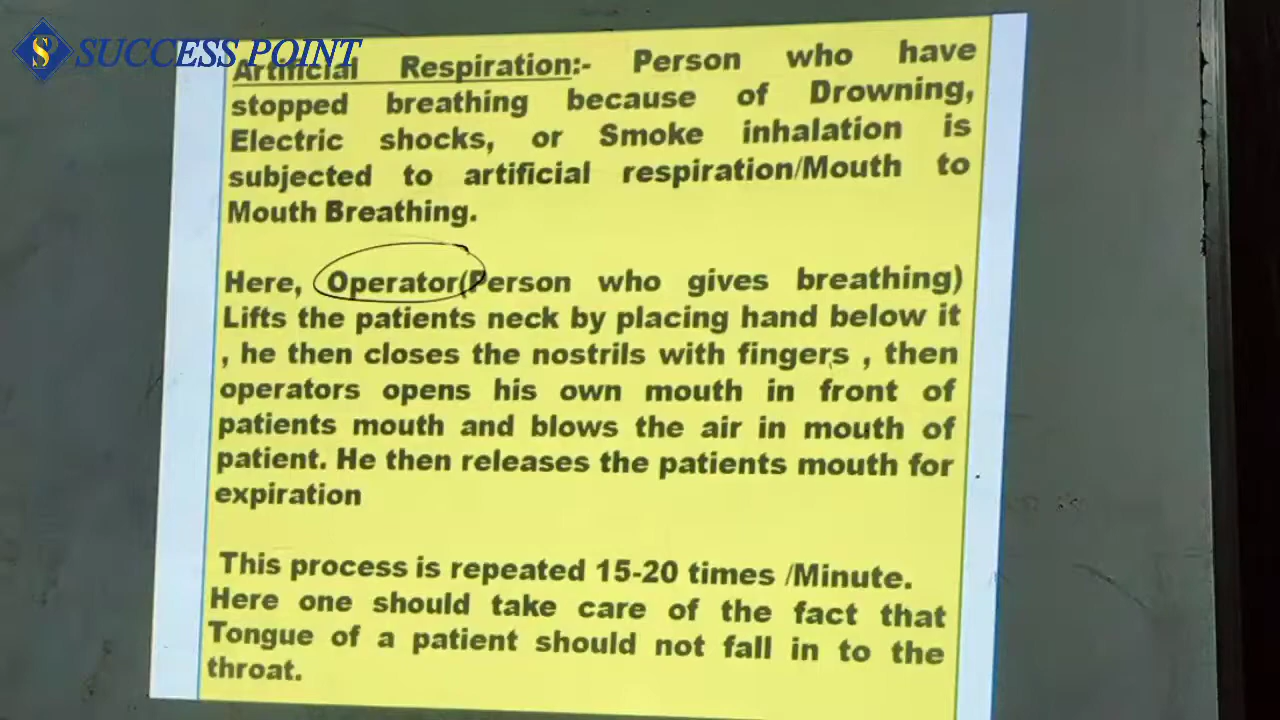 SUCCESS POINT
Artificial Respiration:- Person who have
stopped breathing because of Drowning,
Electric shocks, or Smoke inhalation is
subjected to artificial respiration/Mouth to
Mouth Breathing.
Here, Operator(Person who gives breathing)
Lifts the patients neck by placing hand below it
, he then closes the nostrils with fingers , then
operators opens his own mouth in front of
patients mouth and blows the air in mouth of
patient. He then releases the patients mouth for
expiration
This process is repeated 15-20 times /Minute.
Here one should take care of the fact that
Tongue of a patient should not fall in to the
throat.